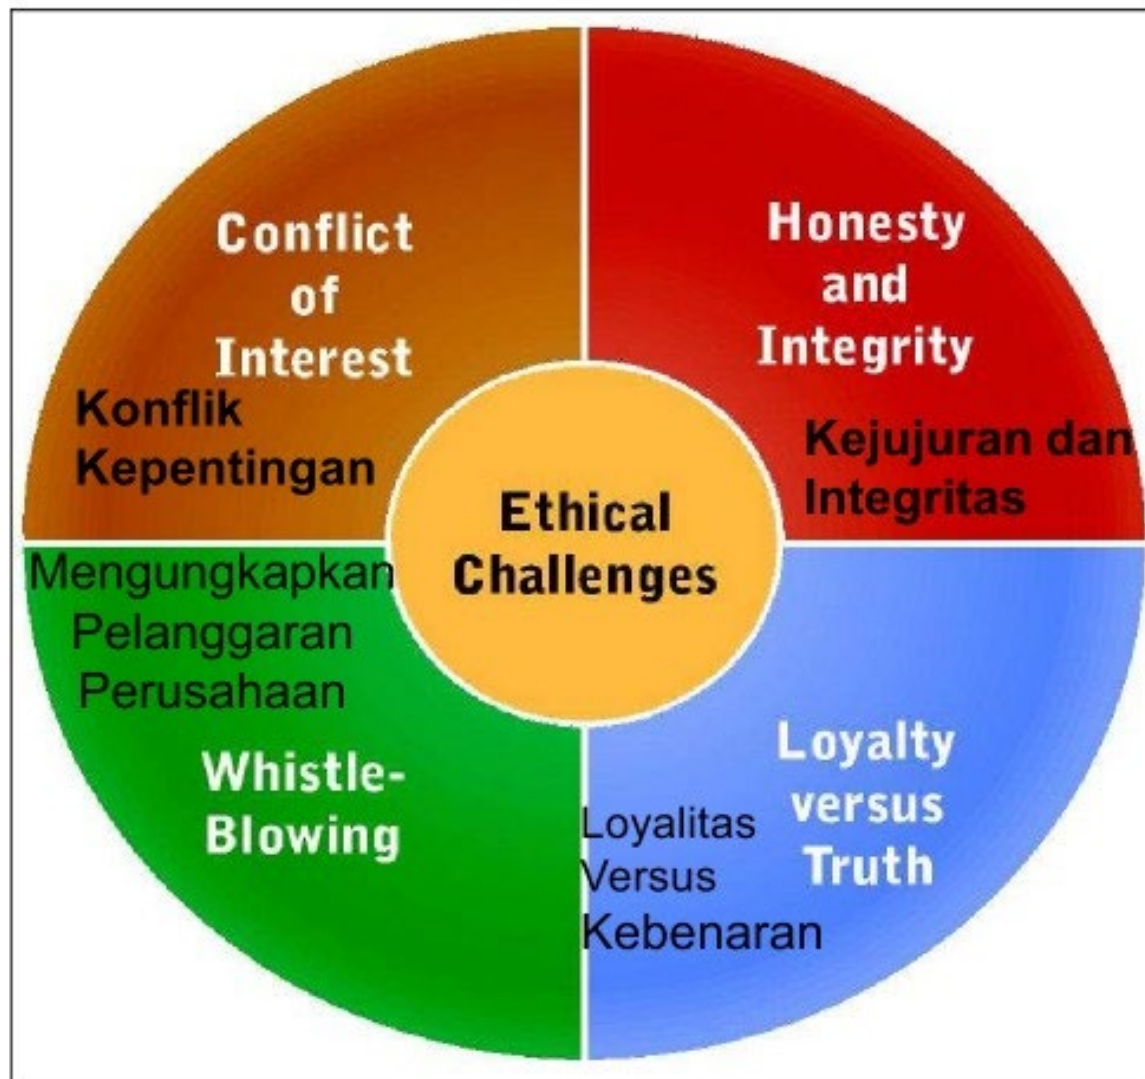 Conflict
of
Interest
Konflik
Kepentingan
Honesty
and
Integrity
Kejujuran dan
Integritas
Ethical
Challenges
Mengungkapkan
Pelanggaran
Perusahaan
Whistle-
Blowing
Loyalty
versus
Truth
Loyalitas
Versus
Kebenaran